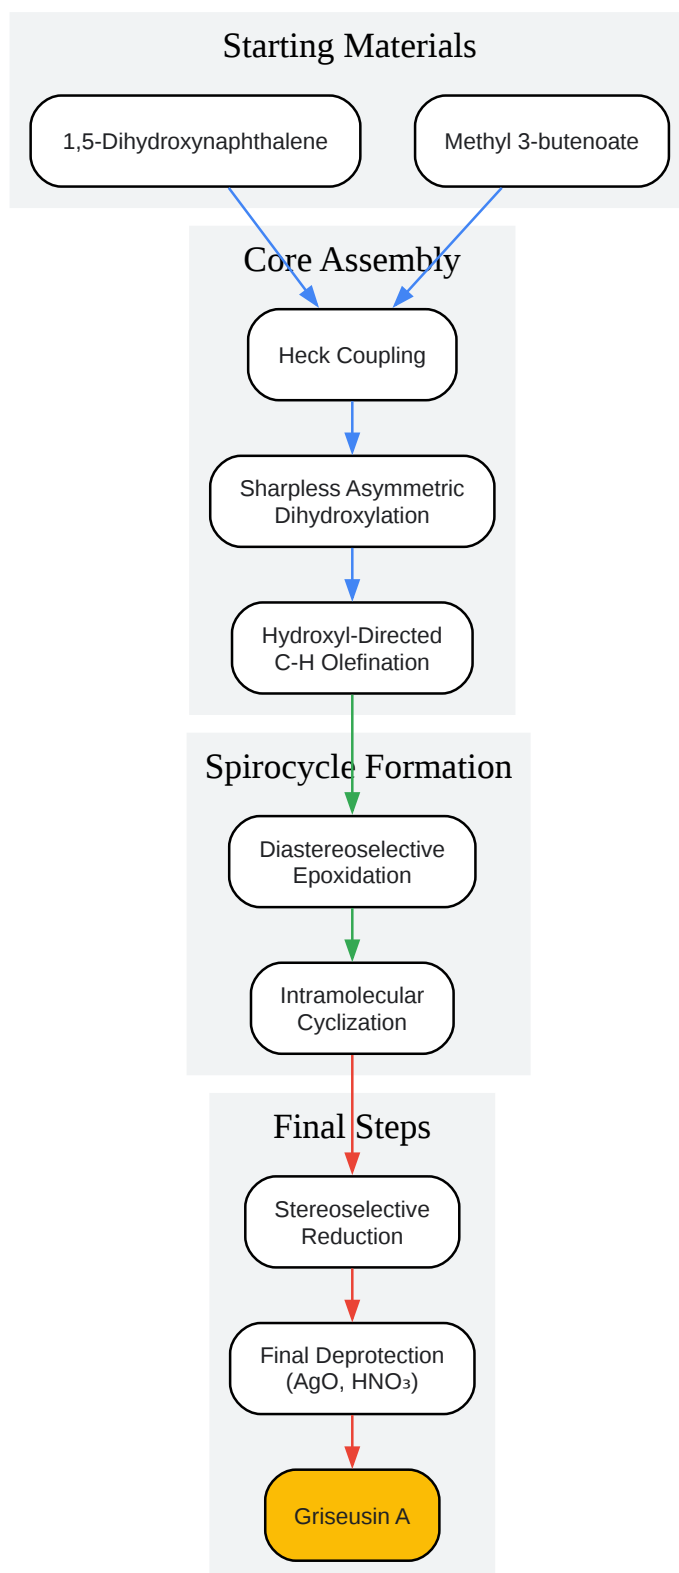 Starting Materials
1,5-Dihydroxynaphthalene
Methyl 3-butenoate
Core Assembly
Heck Coupling
Sharpless Asymmetric
Dihydroxylation
Hydroxyl-Directed
C-H Olefination
Spirocycle Formation
Diastereoselective
Epoxidation
Intramolecular
Cyclization
Final Steps
Stereoselective
Reduction
Final Deprotection
(AgO, HNO₃)
Griseusin A